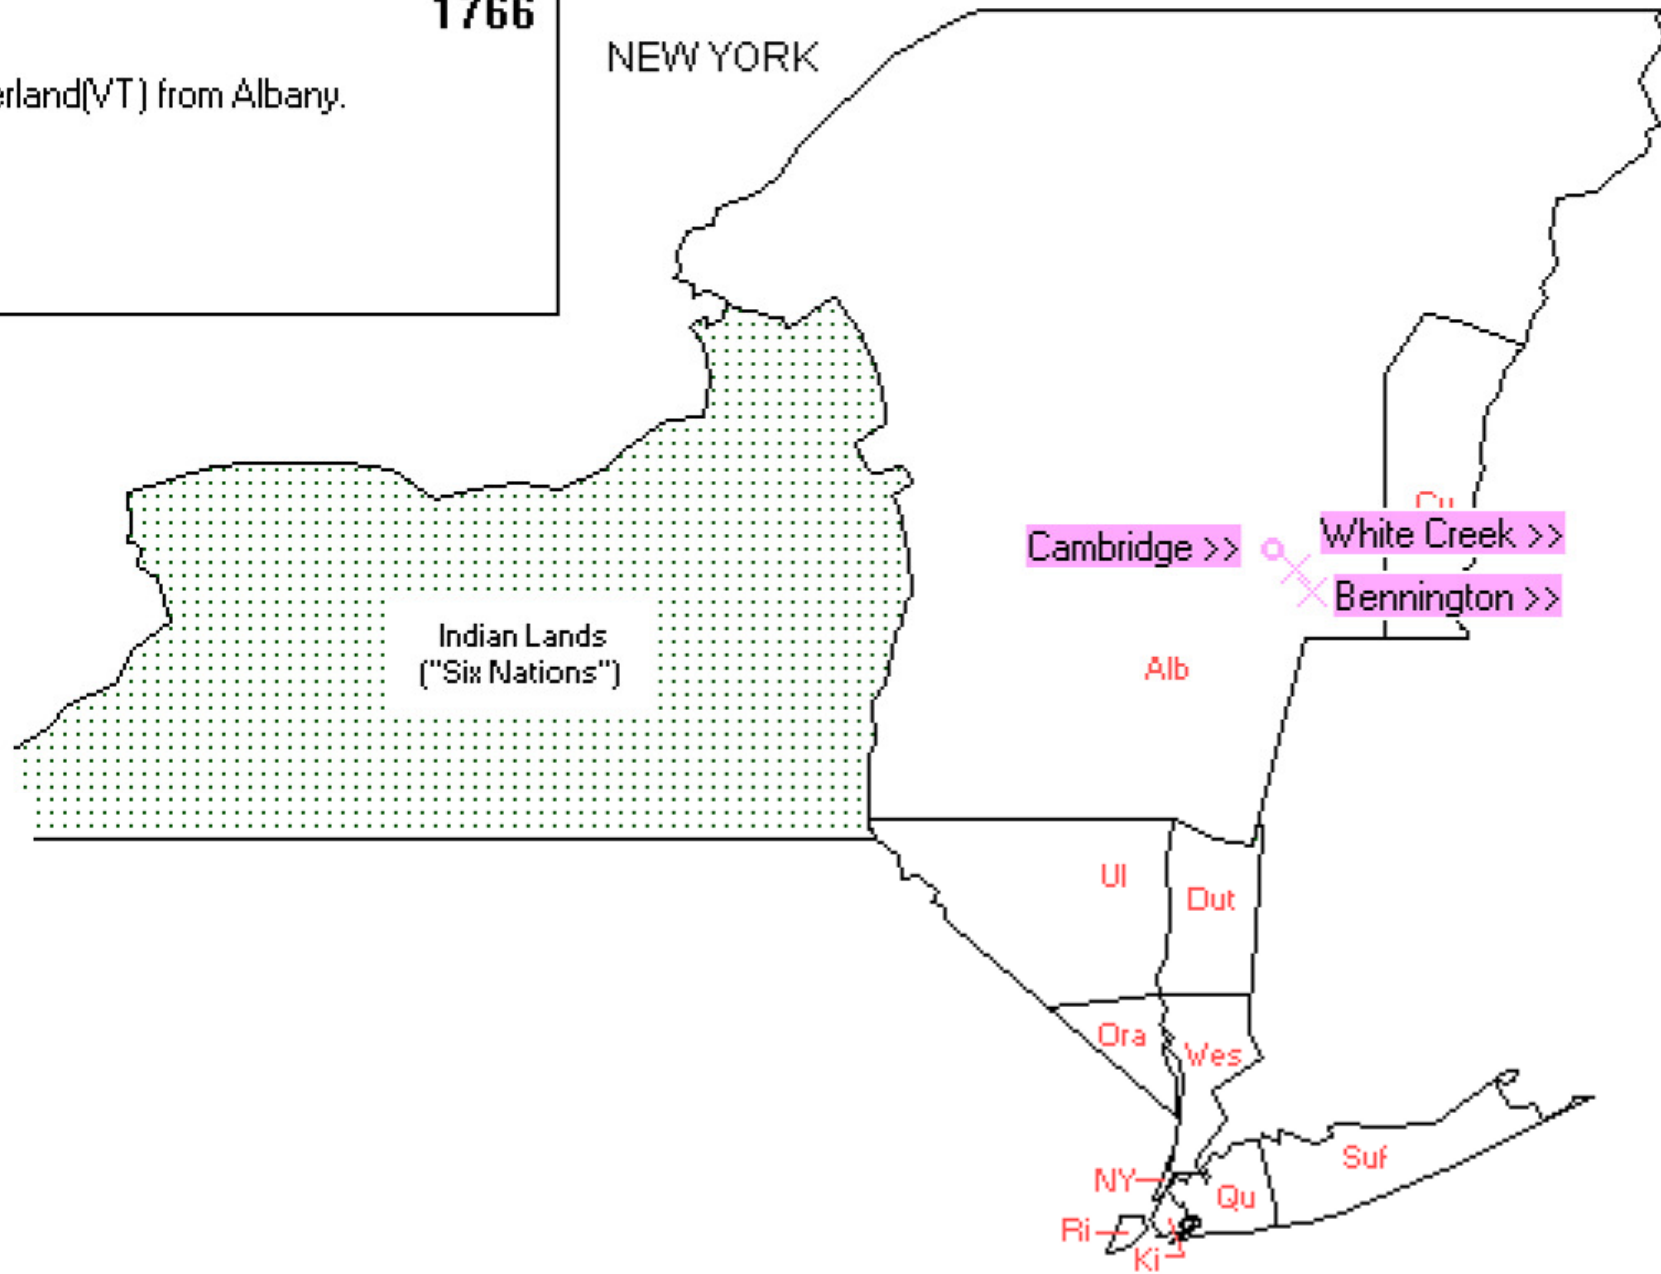 1766
erland(VT) from Albany.
NEW YORK
Cu
Cambridge >>
White Creek >>
Bennington >>
Indian Lands
("Six Nations")
Alb
Ul
Dut
Ora
Wes
Suf
NY
Qu
Ri
Ki